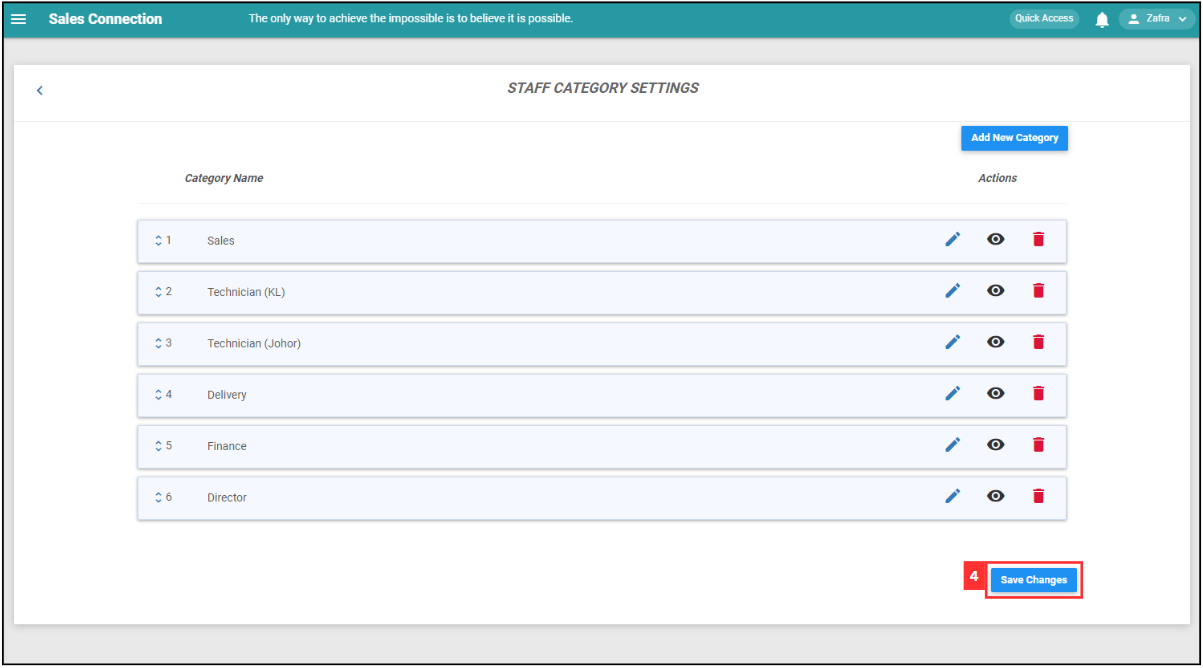 Sales Connection The only way to achieve the impossible is to believe it is possible. Quick Access Zafra
STAFF CATEGORY SETTINGS
Add New Category
Category Name Actions
1 Sales
2 Technician (KL)
3 Technician (Johor)
4 Delivery
5 Finance
6 Director
4 Save Changes